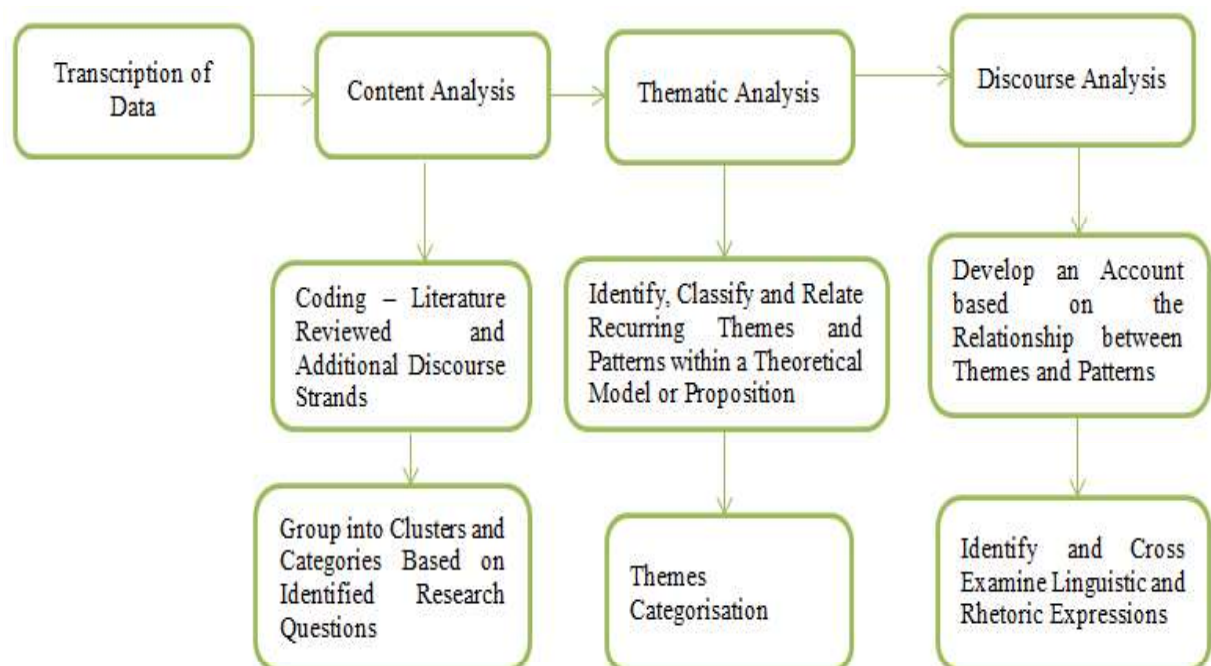 Transcription of
Data
Content Analysis
Thematic Analysis
Discourse Analysis
Coding – Literature
Reviewed and
Additional Discourse
Strands
Identify, Classify and Relate
Recurring Themes and
Patterns within a Theoretical
Model or Proposition
Develop an Account
based on the
Relationship between
Themes and Patterns
Group into Clusters and
Categories Based on
Identified Research
Questions
Themes
Categorisation
Identify and Cross
Examine Linguistic and
Rhetoric Expressions